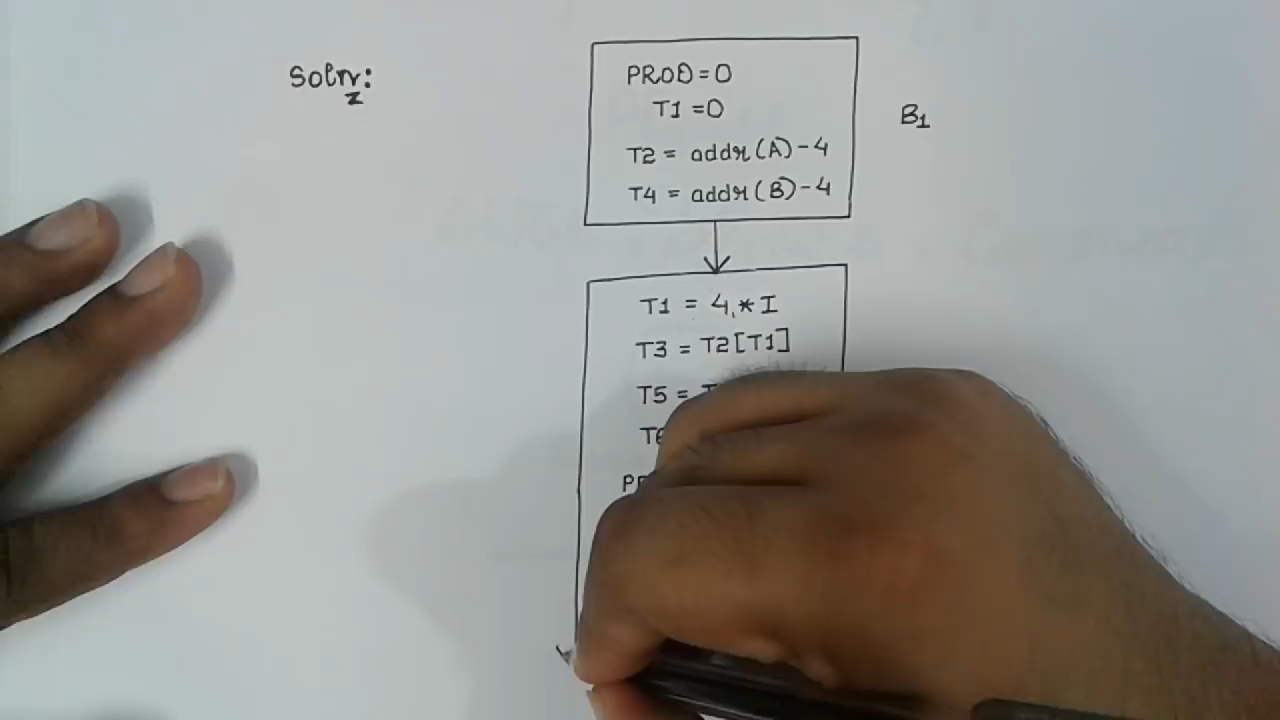 Soln:
PROD=0
T1=0
T2 = addr(A)-4
T4 = addr(B)-4
B1
T1 = 4*I
T3 = T2[T1]
T5 =